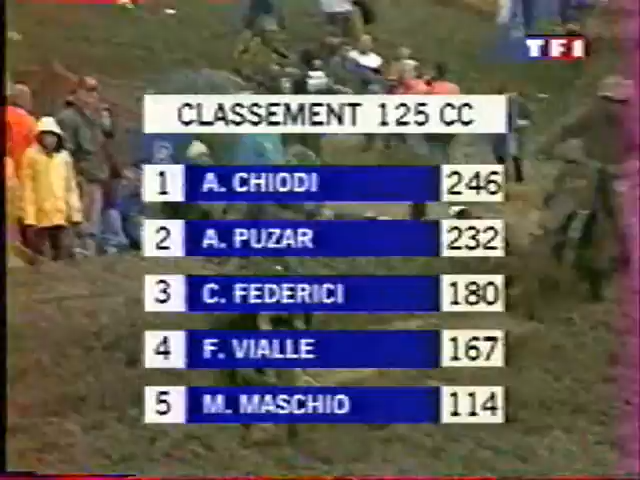 TF1
CLASSEMENT 125 CC
1 A. CHIODI 246
2 A. PUZAR 232
3 C. FEDERICI 180
4 F. VIALLE 167
5 M. MASCHIO 114